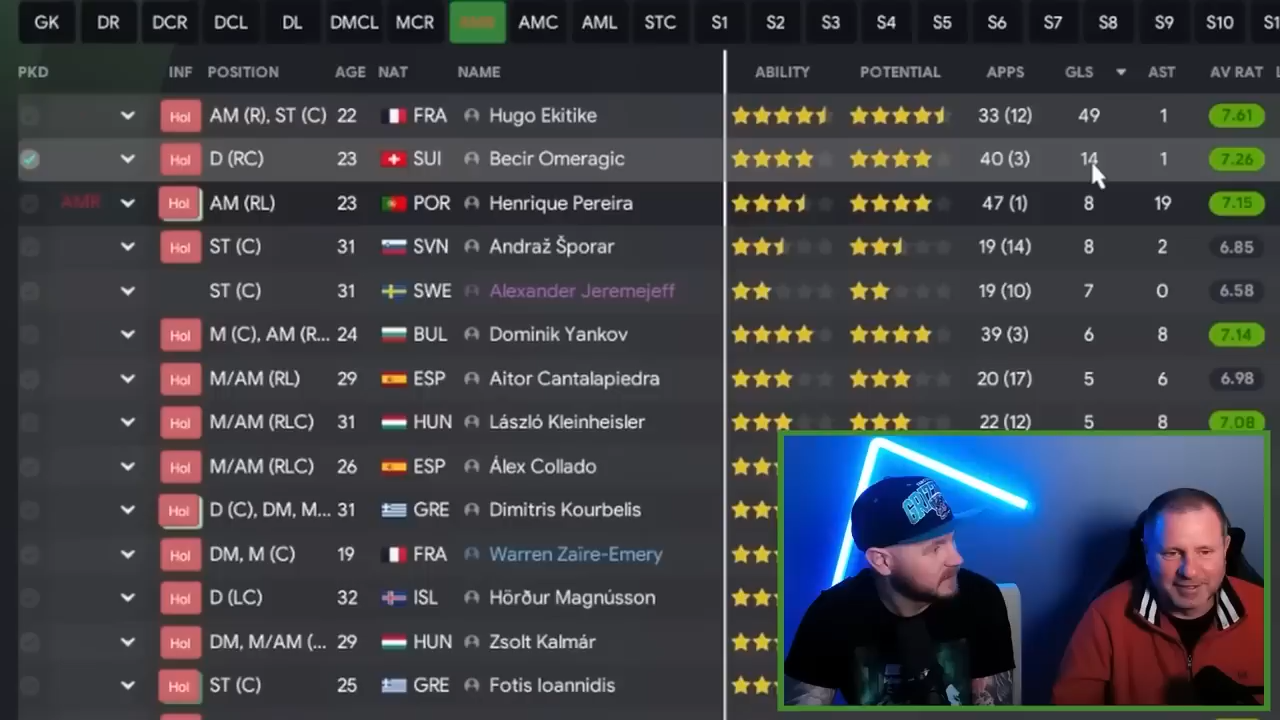 GK DR DCR DCL DL DMCL MCR AMR AMC AML STC S1 S2 S3 S4 S5 S6 S7 S8 S9 S10
PKD INF POSITION AGE NAT NAME ABILITY POTENTIAL APPS GLS AST AV RAT
Hol AM (R), ST (C) 22 FRA Hugo Ekitike 33 (12) 49 1 7.61
Hol D (RC) 23 SUI Becir Omeragic 40 (3) 14 1 7.26
AMR Hol AM (RL) 23 POR Henrique Pereira 47 (1) 8 19 7.15
Hol ST (C) 31 SVN Andraž Šporar 19 (14) 8 2 6.85
ST (C) 31 SWE Alexander Jeremejeff 19 (10) 7 0 6.58
Hol M (C), AM (R... 24 BUL Dominik Yankov 39 (3) 6 8 7.14
Hol M/AM (RL) 29 ESP Aitor Cantalapiedra 20 (17) 5 6 6.98
Hol M/AM (RLC) 31 HUN László Kleinheisler 22 (12) 5 8 7.08
Hol M/AM (RLC) 26 ESP Álex Collado
Hol D (C), DM, M... 31 GRE Dimitris Kourbelis
Hol DM, M (C) 19 FRA Warren Zaïre-Emery
Hol D (LC) 32 ISL Hörður Magnússon
Hol DM, M/AM (... 29 HUN Zsolt Kalmár
Hol ST (C) 25 GRE Fotis Ioannidis